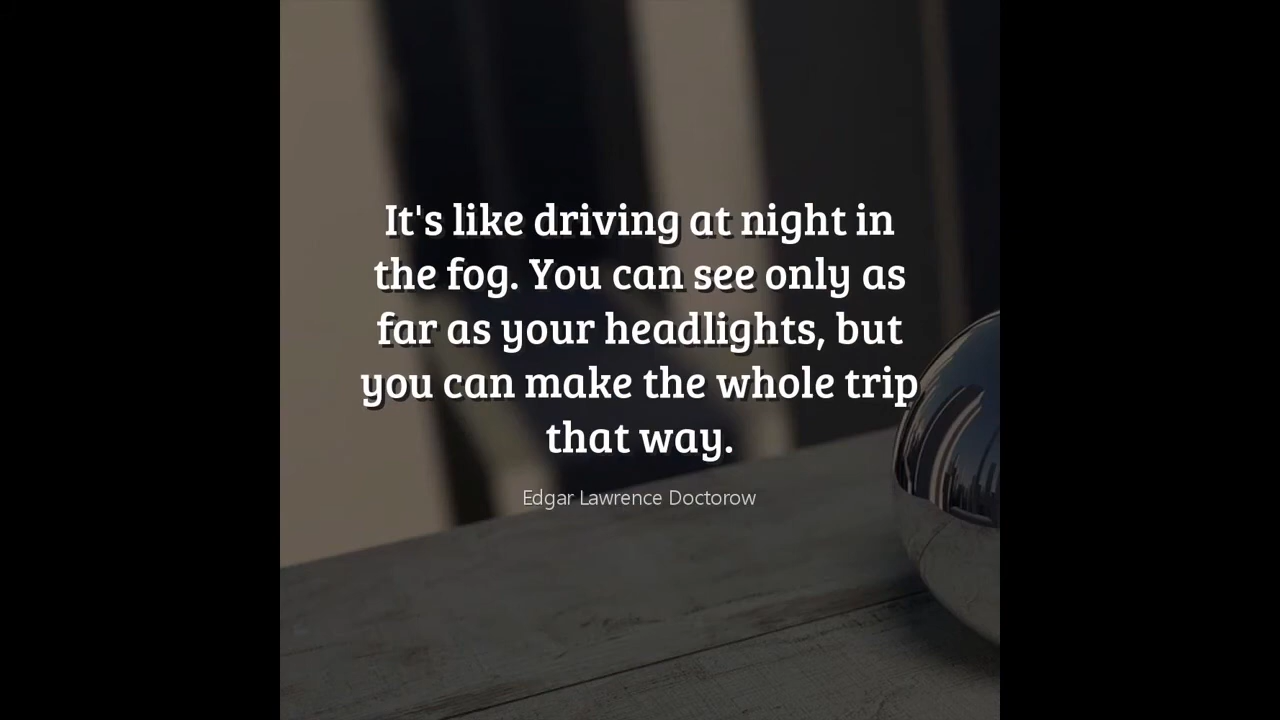 It's like driving at night in
the fog. You can see only as
far as your headlights, but
you can make the whole trip
that way.
Edgar Lawrence Doctorow